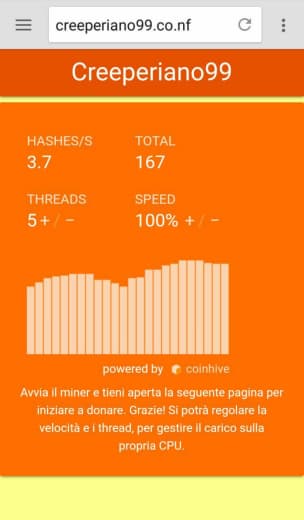 creeperiano99.co.nf
Creeperiano99
HASHES/S TOTAL
3.7 167
THREADS SPEED
5 + / − 100% + / −
powered by coinhive
Avvia il miner e tieni aperta la seguente pagina per
iniziare a donare. Grazie! Si potrà regolare la
velocità e i thread, per gestire il carico sulla
propria CPU.